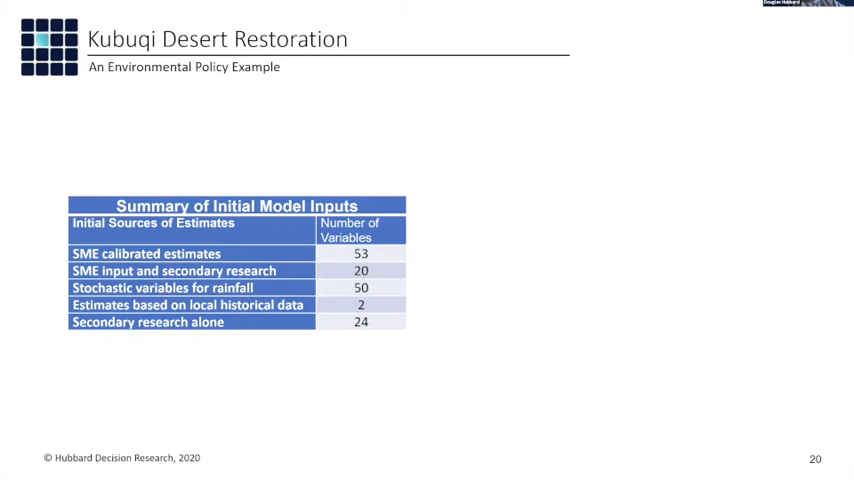 Douglas Hubbard
Kubuqi Desert Restoration
An Environmental Policy Example
Summary of Initial Model Inputs
Initial Sources of Estimates Number of
Variables
SME calibrated estimates 53
SME input and secondary research 20
Stochastic variables for rainfall 50
Estimates based on local historical data 2
Secondary research alone 24
© Hubbard Decision Research, 2020
20